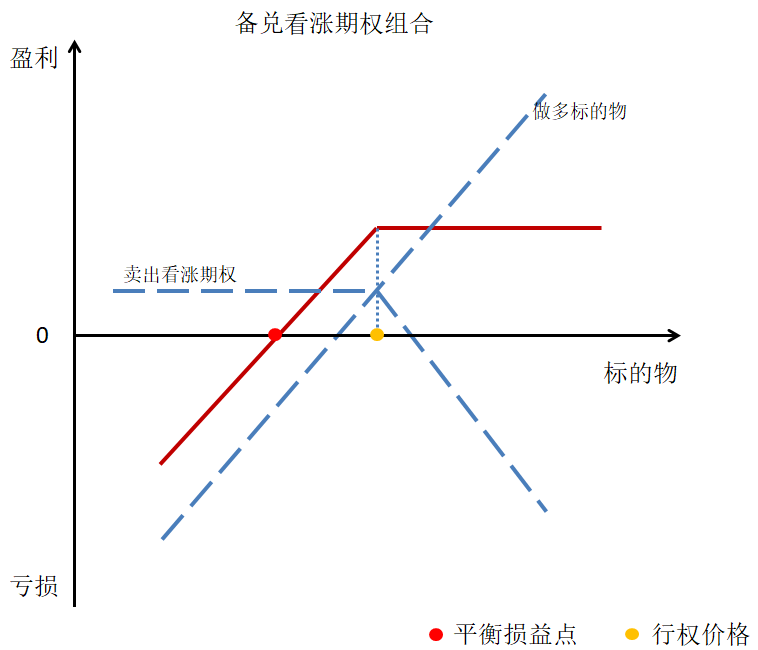 备兑看涨期权组合
盈利
做多标的物
卖出看涨期权
0
标的物
亏损
平衡损益点
行权价格